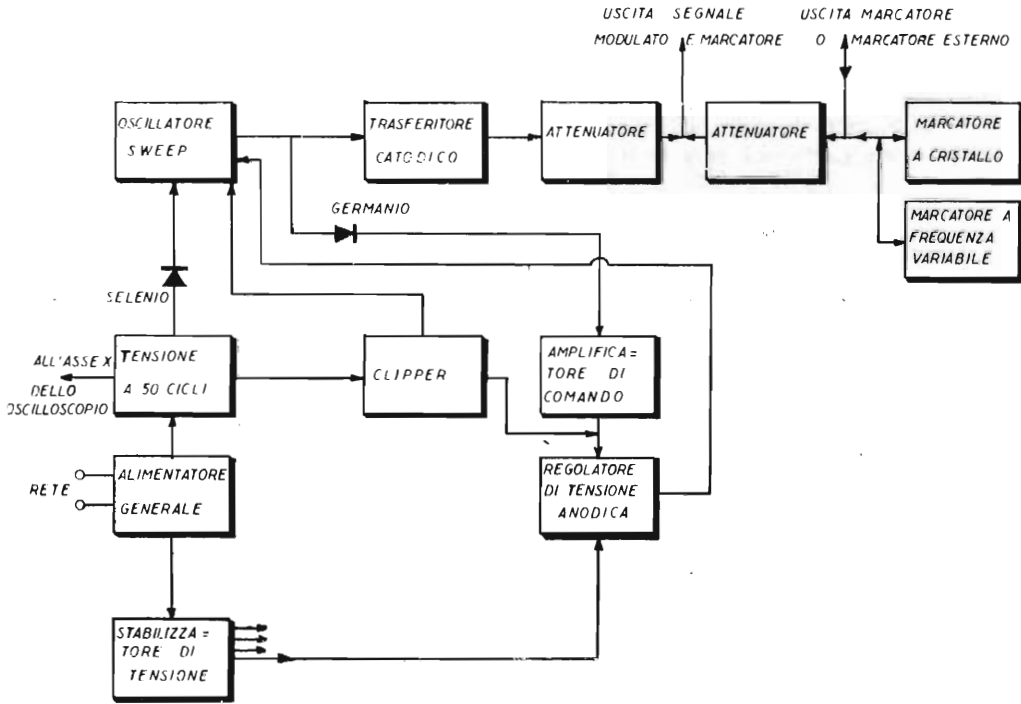 USCITA SEGNALE
MODULATO E MARCATORE
USCITA MARCATORE
O MARCATORE ESTERNO
OSCILLATORE
SWEEP
TRASFERITORE
CATODICO
ATTENUATORE
ATTENUATORE
MARCATORE
A CRISTALLO
MARCATORE A
FREQUENZA
VARIABILE
GERMANIO
SELENIO
ALL'ASSE X
DELLO
OSCILLOSCOPIO
TENSIONE
A 50 CICLI
CLIPPER
AMPLIFICA=
TORE DI
COMANDO
RETE
ALIMENTATORE
GENERALE
REGOLATORE
DI TENSIONE
ANODICA
STABILIZZA=
TORE DI
TENSIONE